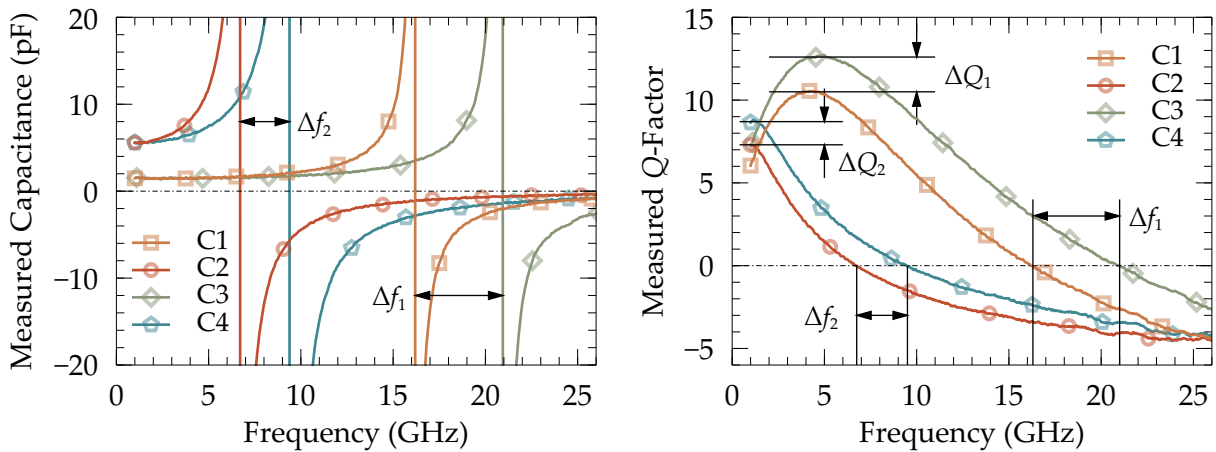 Measured Capacitance (pF)
20
10
0
−10
−20
0
5
10
15
20
25
Frequency (GHz)
Δf2
Δf1
C1
C2
C3
C4
Measured Q-Factor
15
10
5
0
−5
0
5
10
15
20
25
Frequency (GHz)
ΔQ1
ΔQ2
Δf1
Δf2
C1
C2
C3
C4